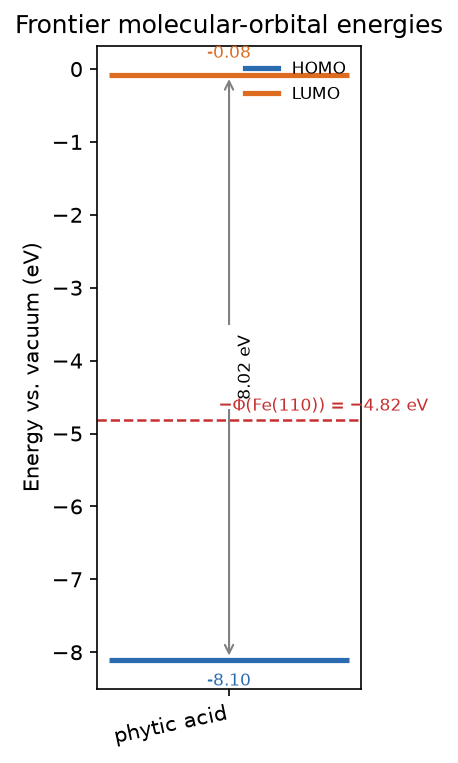 Frontier molecular-orbital energies
-0.08
HOMO
LUMO
0
−1
−2
−3
−4
−5
−6
−7
−8
Energy vs. vacuum (eV)
8.02 eV
−Φ(Fe(110)) = −4.82 eV
-8.10
phytic acid